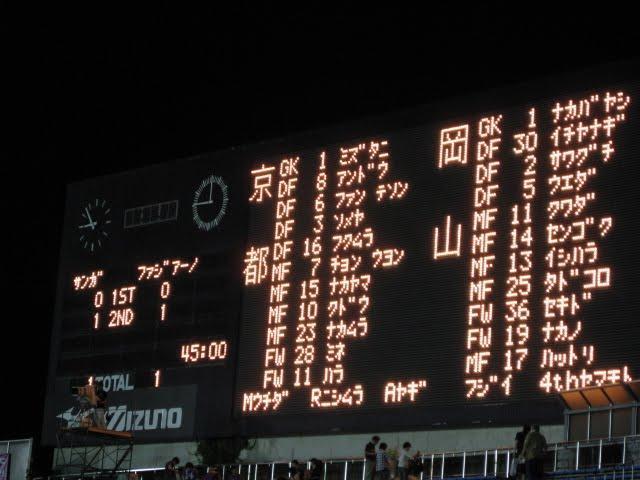 サンガ ファジアーノ
0 1ST 0
1 2ND 1
45:00
1 TOTAL 1
MIZUNO
京都
GK 1 ミズタニ
DF 8 アンドウ
DF 6 ファン テソン
DF 3 ソメヤ
DF 16 フクムラ
MF 7 チョン ウヨン
MF 15 ナカヤマ
MF 10 クドウ
MF 23 ナカムラ
FW 28 ミネ
FW 11 ハラ
岡山
GK 1 ナカバヤシ
DF 30 イチヤナギ
DF 2 サワグチ
DF 5 ウエダ
MF 11 クワダ
MF 14 センゴク
MF 13 イシハラ
MF 25 タドコロ
FW 36 セキド
FW 19 ナカノ
MF 17 ハットリ
Mウチダ Rニシムラ Aヤギ フジイ 4thヤマモト